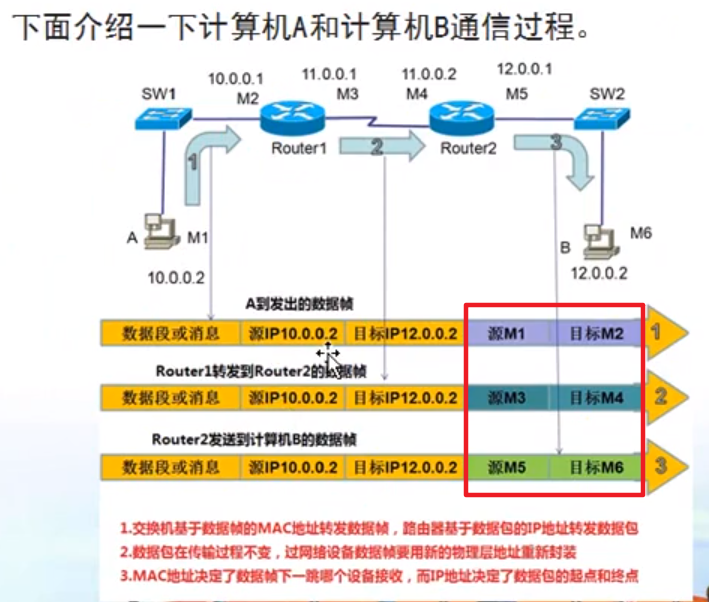 下面介绍一下计算机A和计算机B通信过程。
SW1
10.0.0.1
M2
11.0.0.1
M3
11.0.0.2
M4
12.0.0.1
M5
SW2
Router1
Router2
1
2
3
A
M1
10.0.0.2
B
M6
12.0.0.2
A到发出的数据帧
数据段或消息 源IP10.0.0.2 目标IP12.0.0.2 源M1 目标M2 1
Router1转发到Router2的数据帧
数据段或消息 源IP10.0.0.2 目标IP12.0.0.2 源M3 目标M4 2
Router2发送到计算机B的数据帧
数据段或消息 源IP10.0.0.2 目标IP12.0.0.2 源M5 目标M6 3
1.交换机基于数据帧的MAC地址转发数据帧，路由器基于数据包的IP地址转发数据包
2.数据包在传输过程不变，过网络设备数据帧要用新的物理层地址重新封装
3.MAC地址决定了数据帧下一跳哪个设备接收，而IP地址决定了数据包的起点和终点